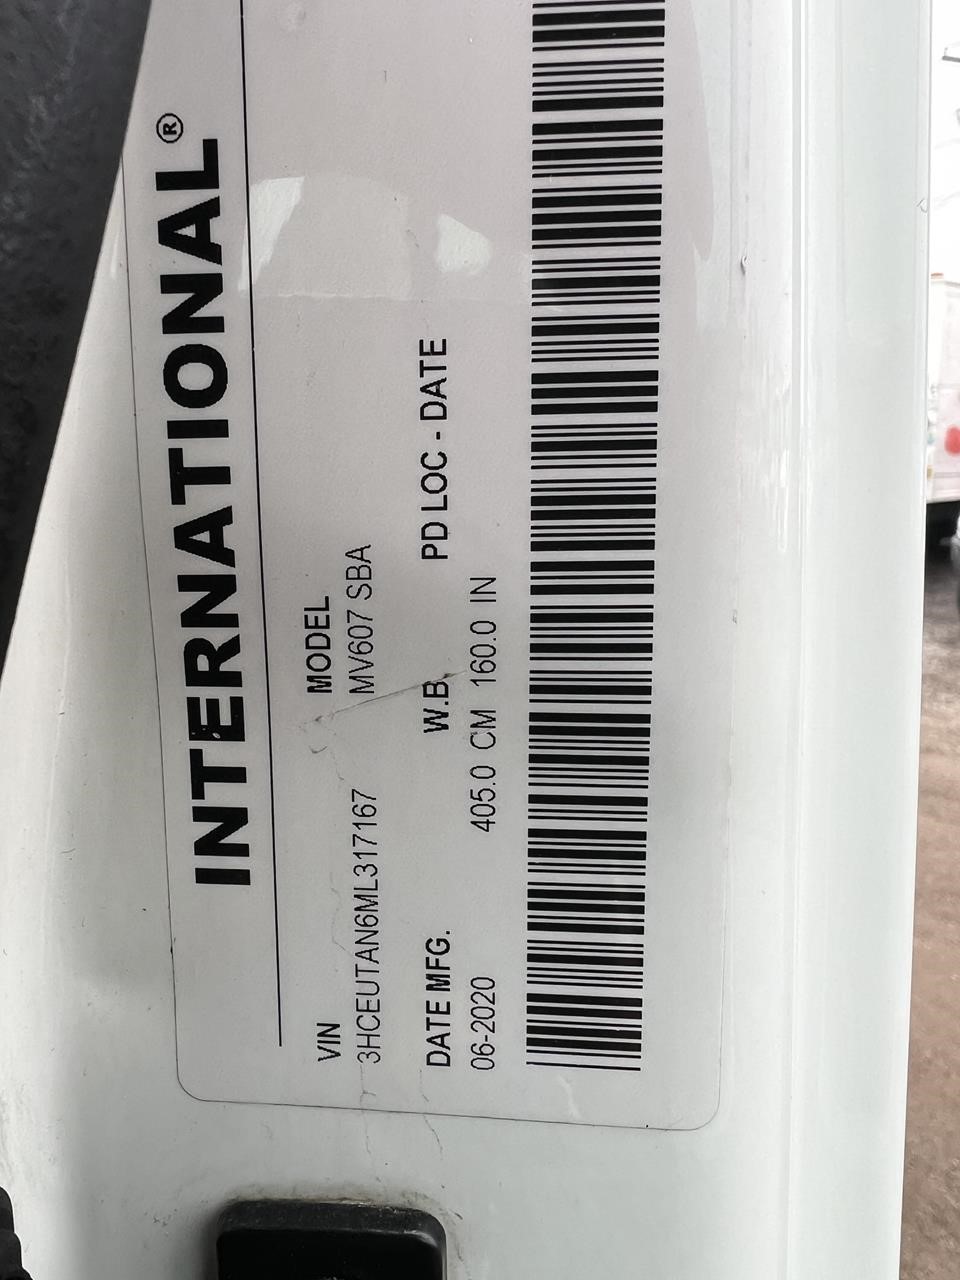 INTERNATIONAL®
VIN MODEL
3HCEUTAN6ML317167 MV607 SBA
DATE MFG. W.B. PD LOC - DATE
06-2020 405.0 CM 160.0 IN